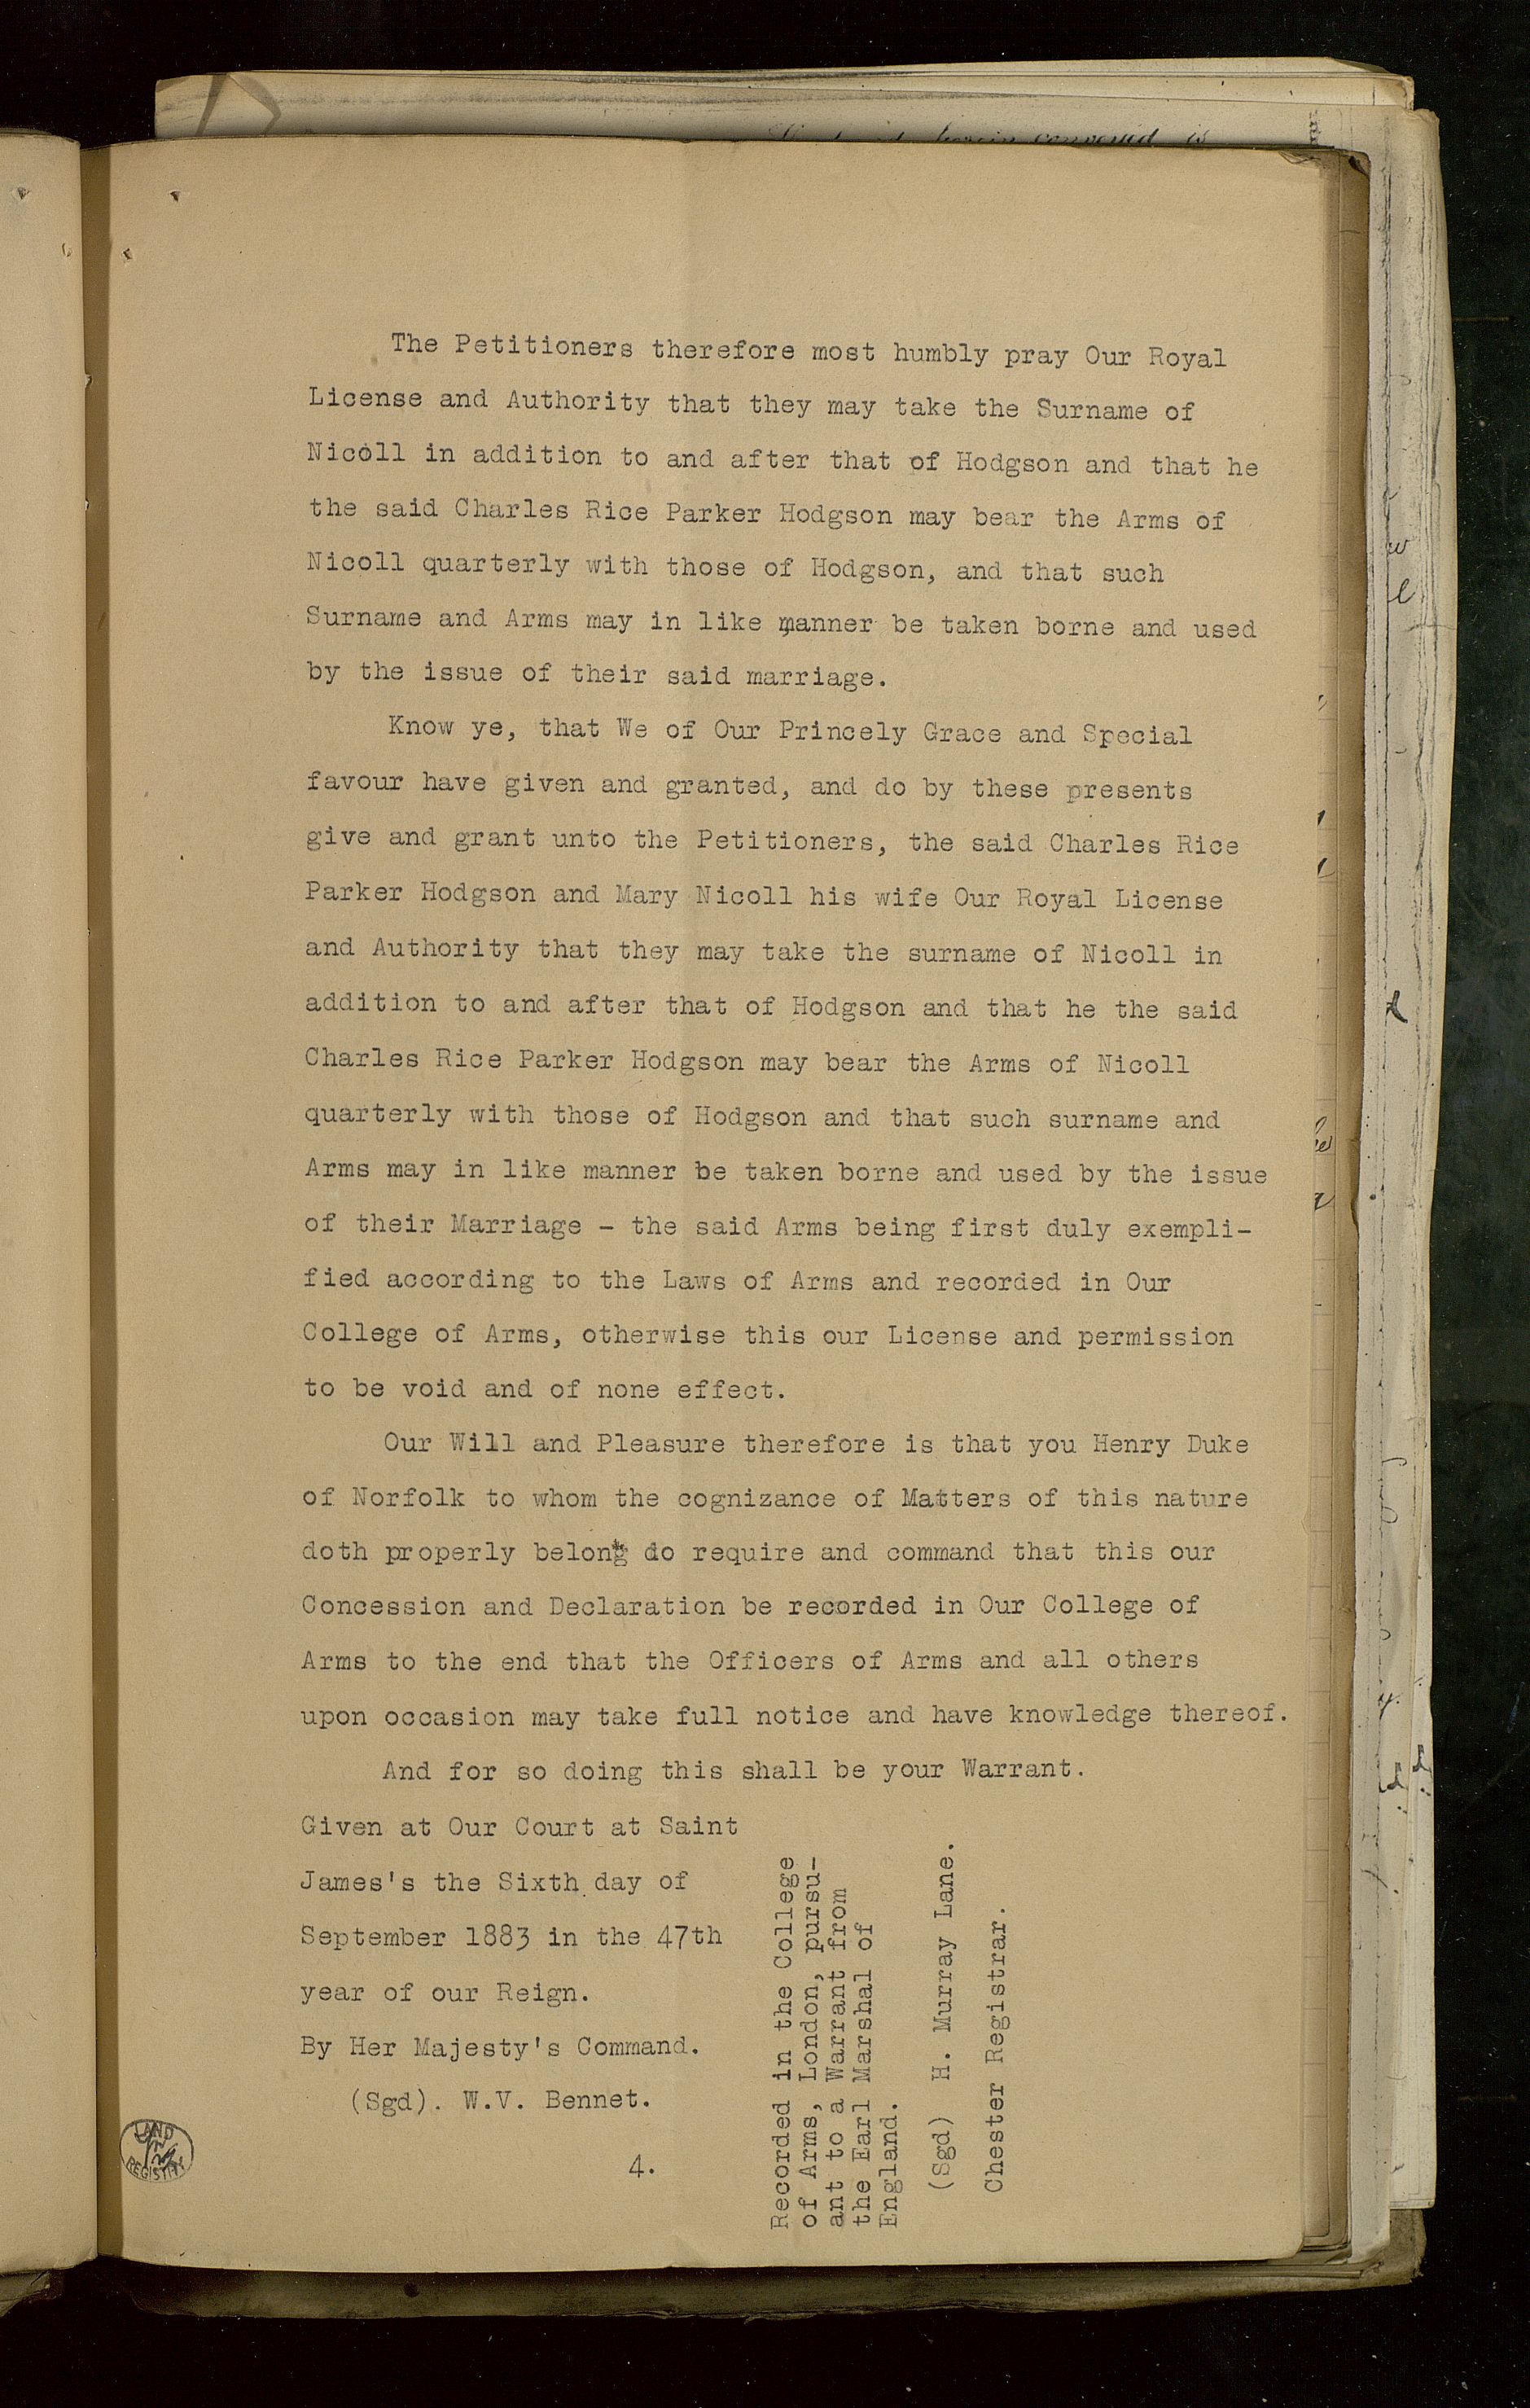 herein conveyed is
The Petitioners therefore most humbly pray Our Royal
License and Authority that they may take the Surname of
Nicoll in addition to and after that of Hodgson and that he
the said Charles Rice Parker Hodgson may bear the Arms of
Nicoll quarterly with those of Hodgson, and that such
Surname and Arms may in like manner be taken borne and used
by the issue of their said marriage.
Know ye, that We of Our Princely Grace and Special
favour have given and granted, and do by these presents
give and grant unto the Petitioners, the said Charles Rice
Parker Hodgson and Mary Nicoll his wife Our Royal License
and Authority that they may take the surname of Nicoll in
addition to and after that of Hodgson and that he the said
Charles Rice Parker Hodgson may bear the Arms of Nicoll
quarterly with those of Hodgson and that such surname and
Arms may in like manner be taken borne and used by the issue
of their Marriage - the said Arms being first duly exempli-
fied according to the Laws of Arms and recorded in Our
College of Arms, otherwise this our License and permission
to be void and of none effect.
Our Will and Pleasure therefore is that you Henry Duke
of Norfolk to whom the cognizance of Matters of this nature
doth properly belong do require and command that this our
Concession and Declaration be recorded in Our College of
Arms to the end that the Officers of Arms and all others
upon occasion may take full notice and have knowledge thereof.
And for so doing this shall be your Warrant.
Given at Our Court at Saint
James's the Sixth day of
September 1883 in the 47th
year of our Reign.
By Her Majesty's Command.
(Sgd). W.V. Bennet.
4.
Recorded in the College
of Arms, London, pursu-
ant to a Warrant from
the Earl Marshal of
England.
(Sgd) H. Murray Lane.
Chester Registrar.
LAND
REGISTRY